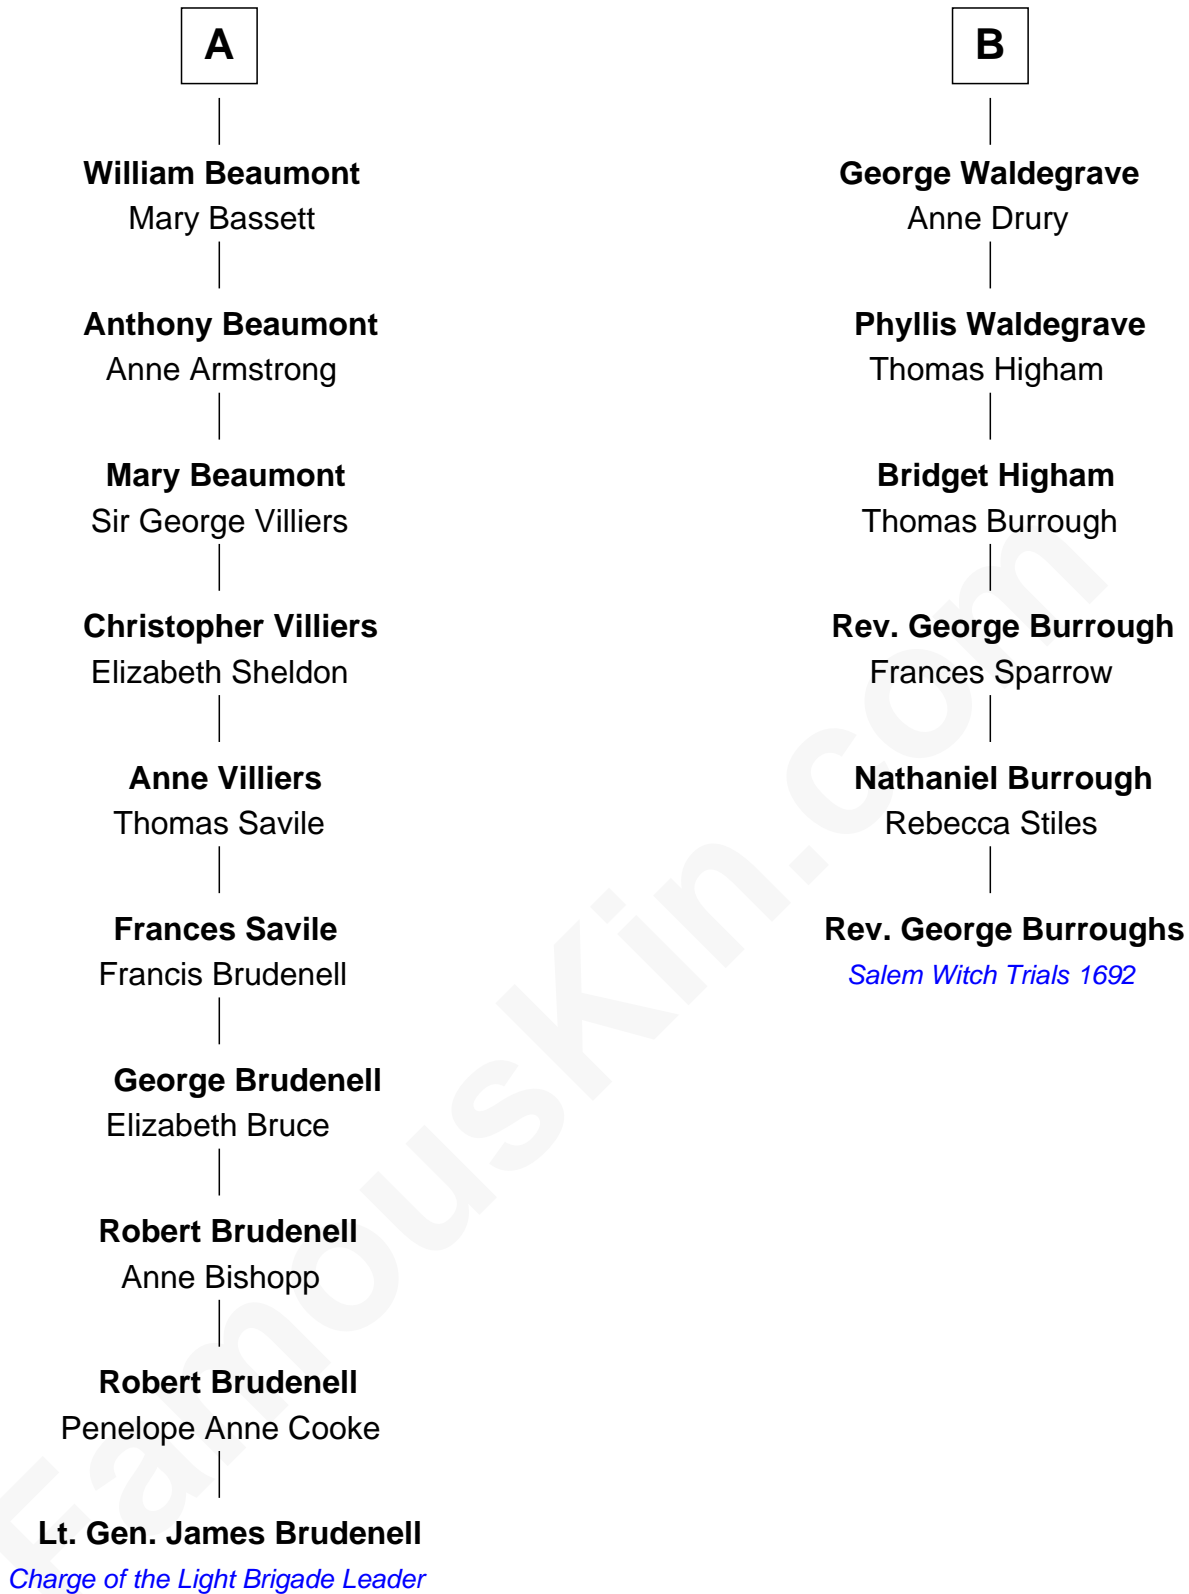 A
William Beaumont
Mary Bassett
Anthony Beaumont
Anne Armstrong
Mary Beaumont
Sir George Villiers
Christopher Villiers
Elizabeth Sheldon
Anne Villiers
Thomas Savile
Frances Savile
Francis Brudenell
George Brudenell
Elizabeth Bruce
Robert Brudenell
Anne Bishopp
Robert Brudenell
Penelope Anne Cooke
Lt. Gen. James Brudenell
Charge of the Light Brigade Leader
B
George Waldegrave
Anne Drury
Phyllis Waldegrave
Thomas Higham
Bridget Higham
Thomas Burrough
Rev. George Burrough
Frances Sparrow
Nathaniel Burrough
Rebecca Stiles
Rev. George Burroughs
Salem Witch Trials 1692
FamousKin.com